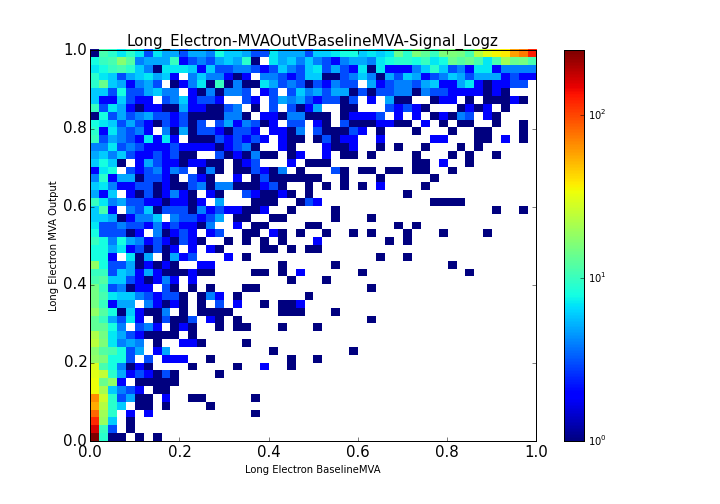 Long_Electron-MVAOutVBaselineMVA-Signal_Logz
1.0
0.8
0.6
0.4
0.2
0.0
Long Electron MVA Output
0.0 0.2 0.4 0.6 0.8 1.0
Long Electron BaselineMVA
10²
10¹
10⁰